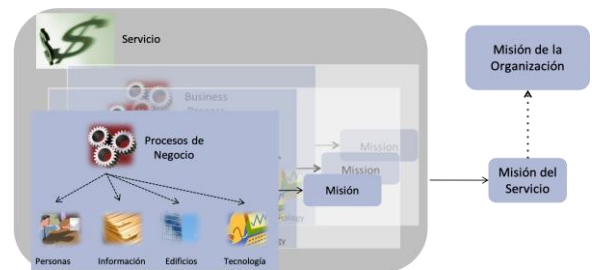 Servicio
Misión de la
Organización
Business
Procesos de
Negocio
Mission
Mission
Misión
Misión del
Servicio
Personas
Información
Edificios
Tecnología